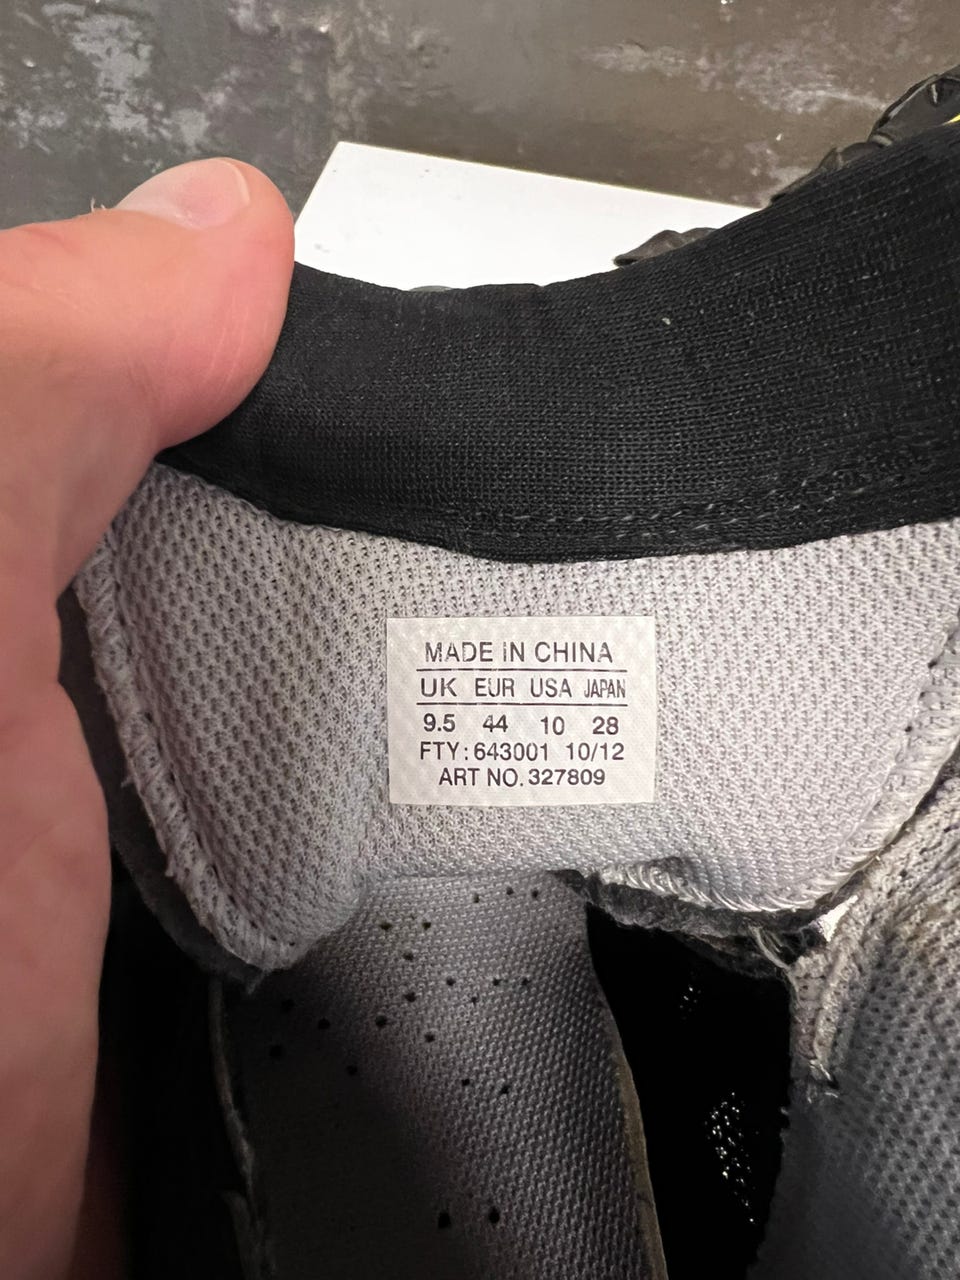 MADE IN CHINA
UK EUR USA JAPAN
9.5 44 10 28
FTY: 643001 10/12
ART NO. 327809